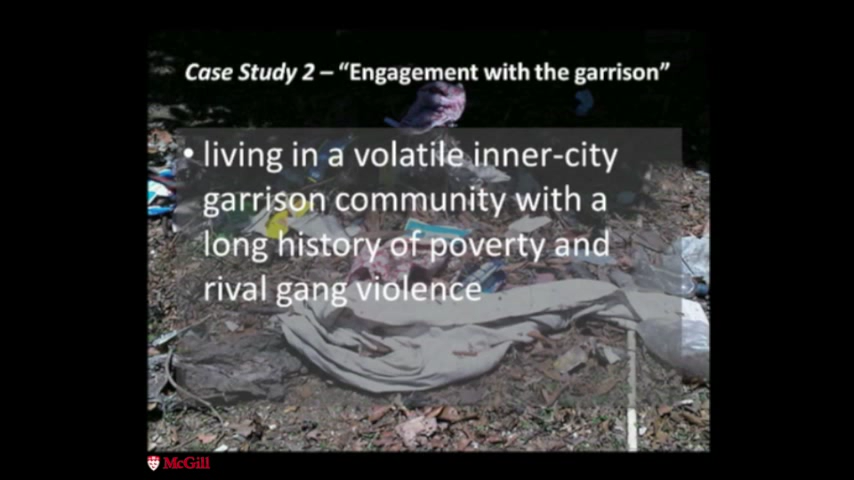 Case Study 2 – “Engagement with the garrison”
• living in a volatile inner-city
garrison community with a
long history of poverty and
rival gang violence
McGill